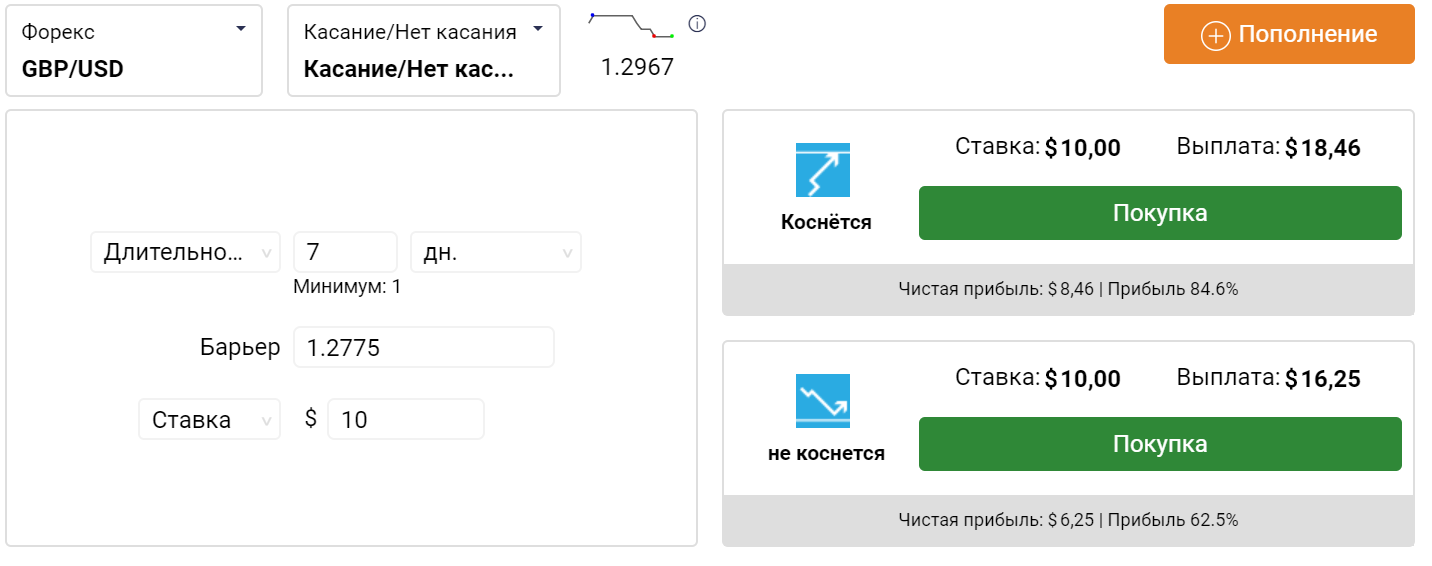 Форекс
GBP/USD
Касание/Нет касания
Касание/Нет кас...
1.2967
Пополнение
Длительно...
7
дн.
Минимум: 1
Барьер
1.2775
Ставка
$
10
Ставка: $10,00
Выплата: $18,46
Коснётся
Покупка
Чистая прибыль: $8,46 | Прибыль 84.6%
Ставка: $10,00
Выплата: $16,25
не коснется
Покупка
Чистая прибыль: $6,25 | Прибыль 62.5%